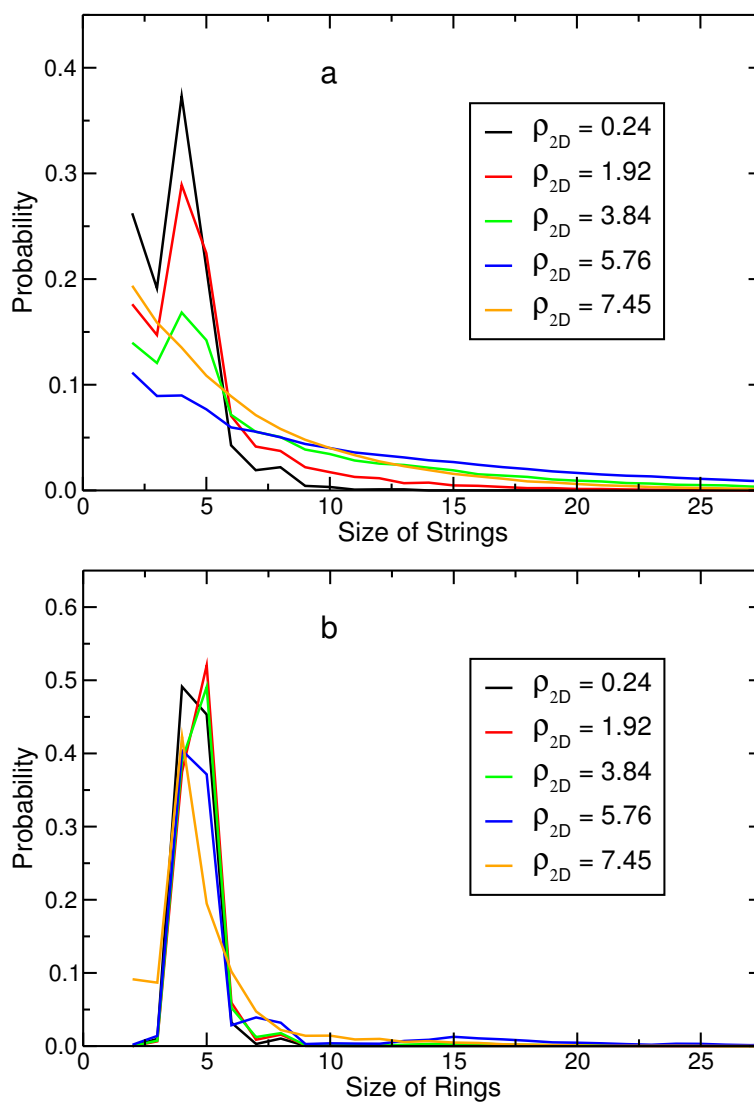 a
0.4
0.3
0.2
0.1
0.0
Probability
ρ2D = 0.24
ρ2D = 1.92
ρ2D = 3.84
ρ2D = 5.76
ρ2D = 7.45
0 5 10 15 20 25
Size of Strings
b
0.6
0.5
0.4
0.3
0.2
0.1
0.0
Probability
ρ2D = 0.24
ρ2D = 1.92
ρ2D = 3.84
ρ2D = 5.76
ρ2D = 7.45
0 5 10 15 20 25
Size of Rings